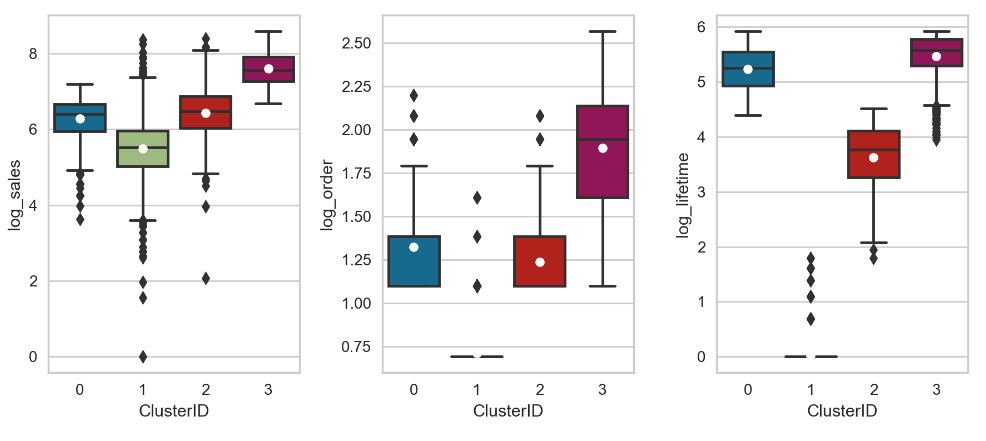 log_sales
8
6
4
2
0
0 1 2 3
ClusterID
log_order
2.50
2.25
2.00
1.75
1.50
1.25
1.00
0.75
0 1 2 3
ClusterID
log_lifetime
6
5
4
3
2
1
0
0 1 2 3
ClusterID